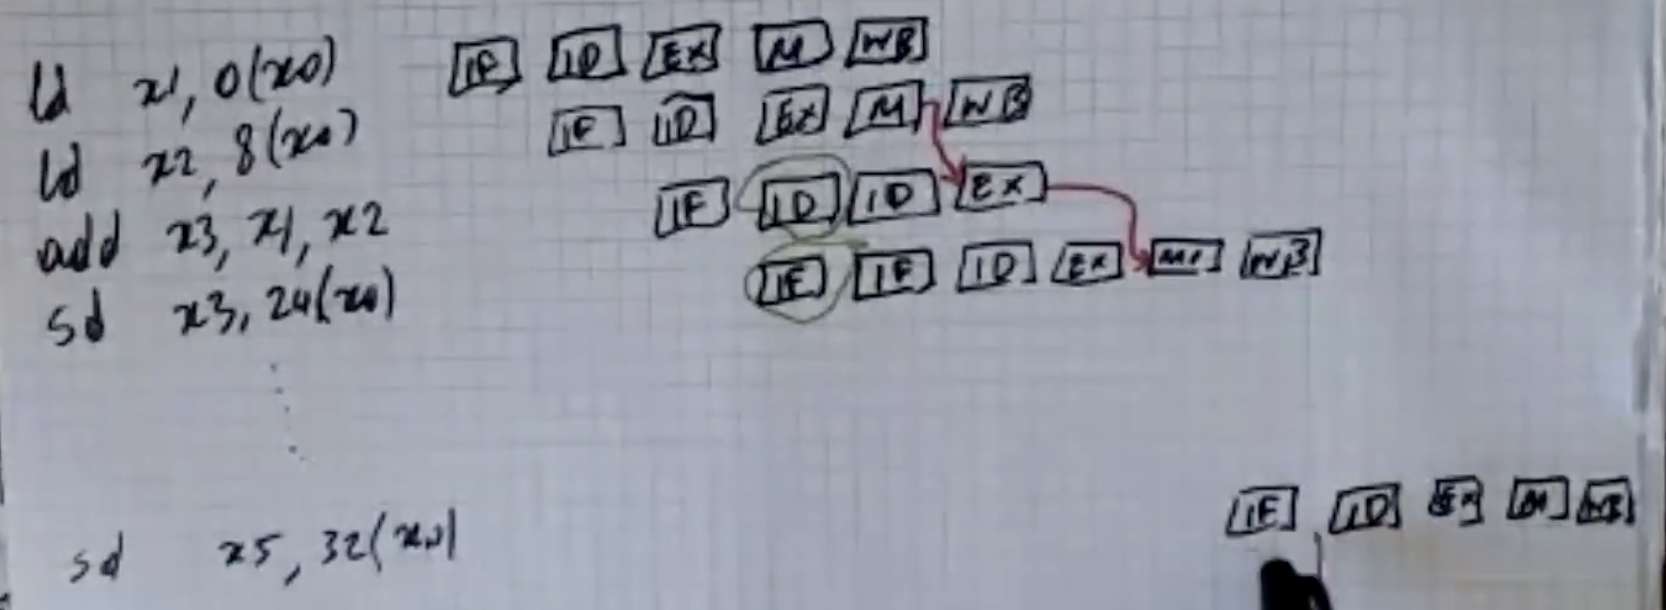 ld x1, 0(x0) IF ID EX M WB
ld x2, 8(x0) IF ID EX M WB
add x3, x1, x2 IF ID ID EX
sd x3, 24(x0) IF IF ID EX M WB
sd x5, 32(x0) IF ID EX M WB